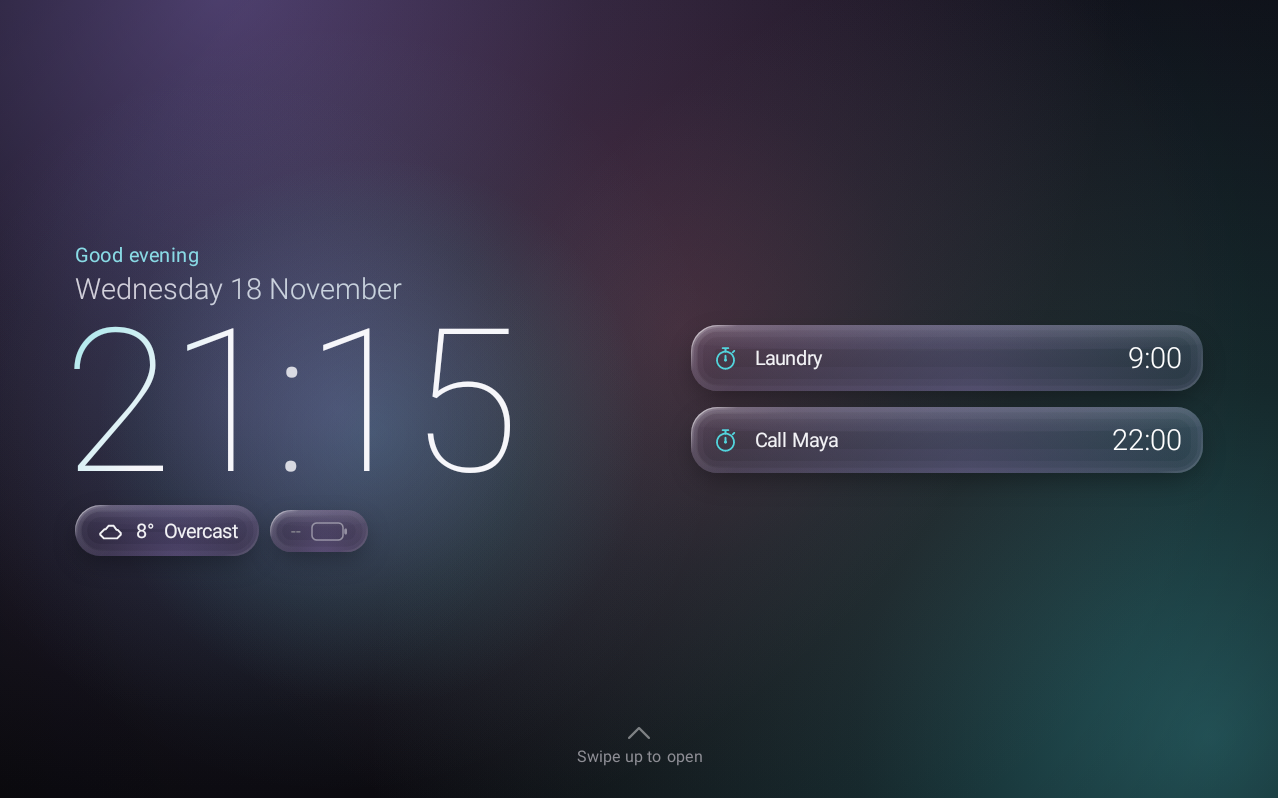 Good evening
Wednesday 18 November
21:15
8° Overcast
--
Laundry 9:00
Call Maya 22:00
Swipe up to open